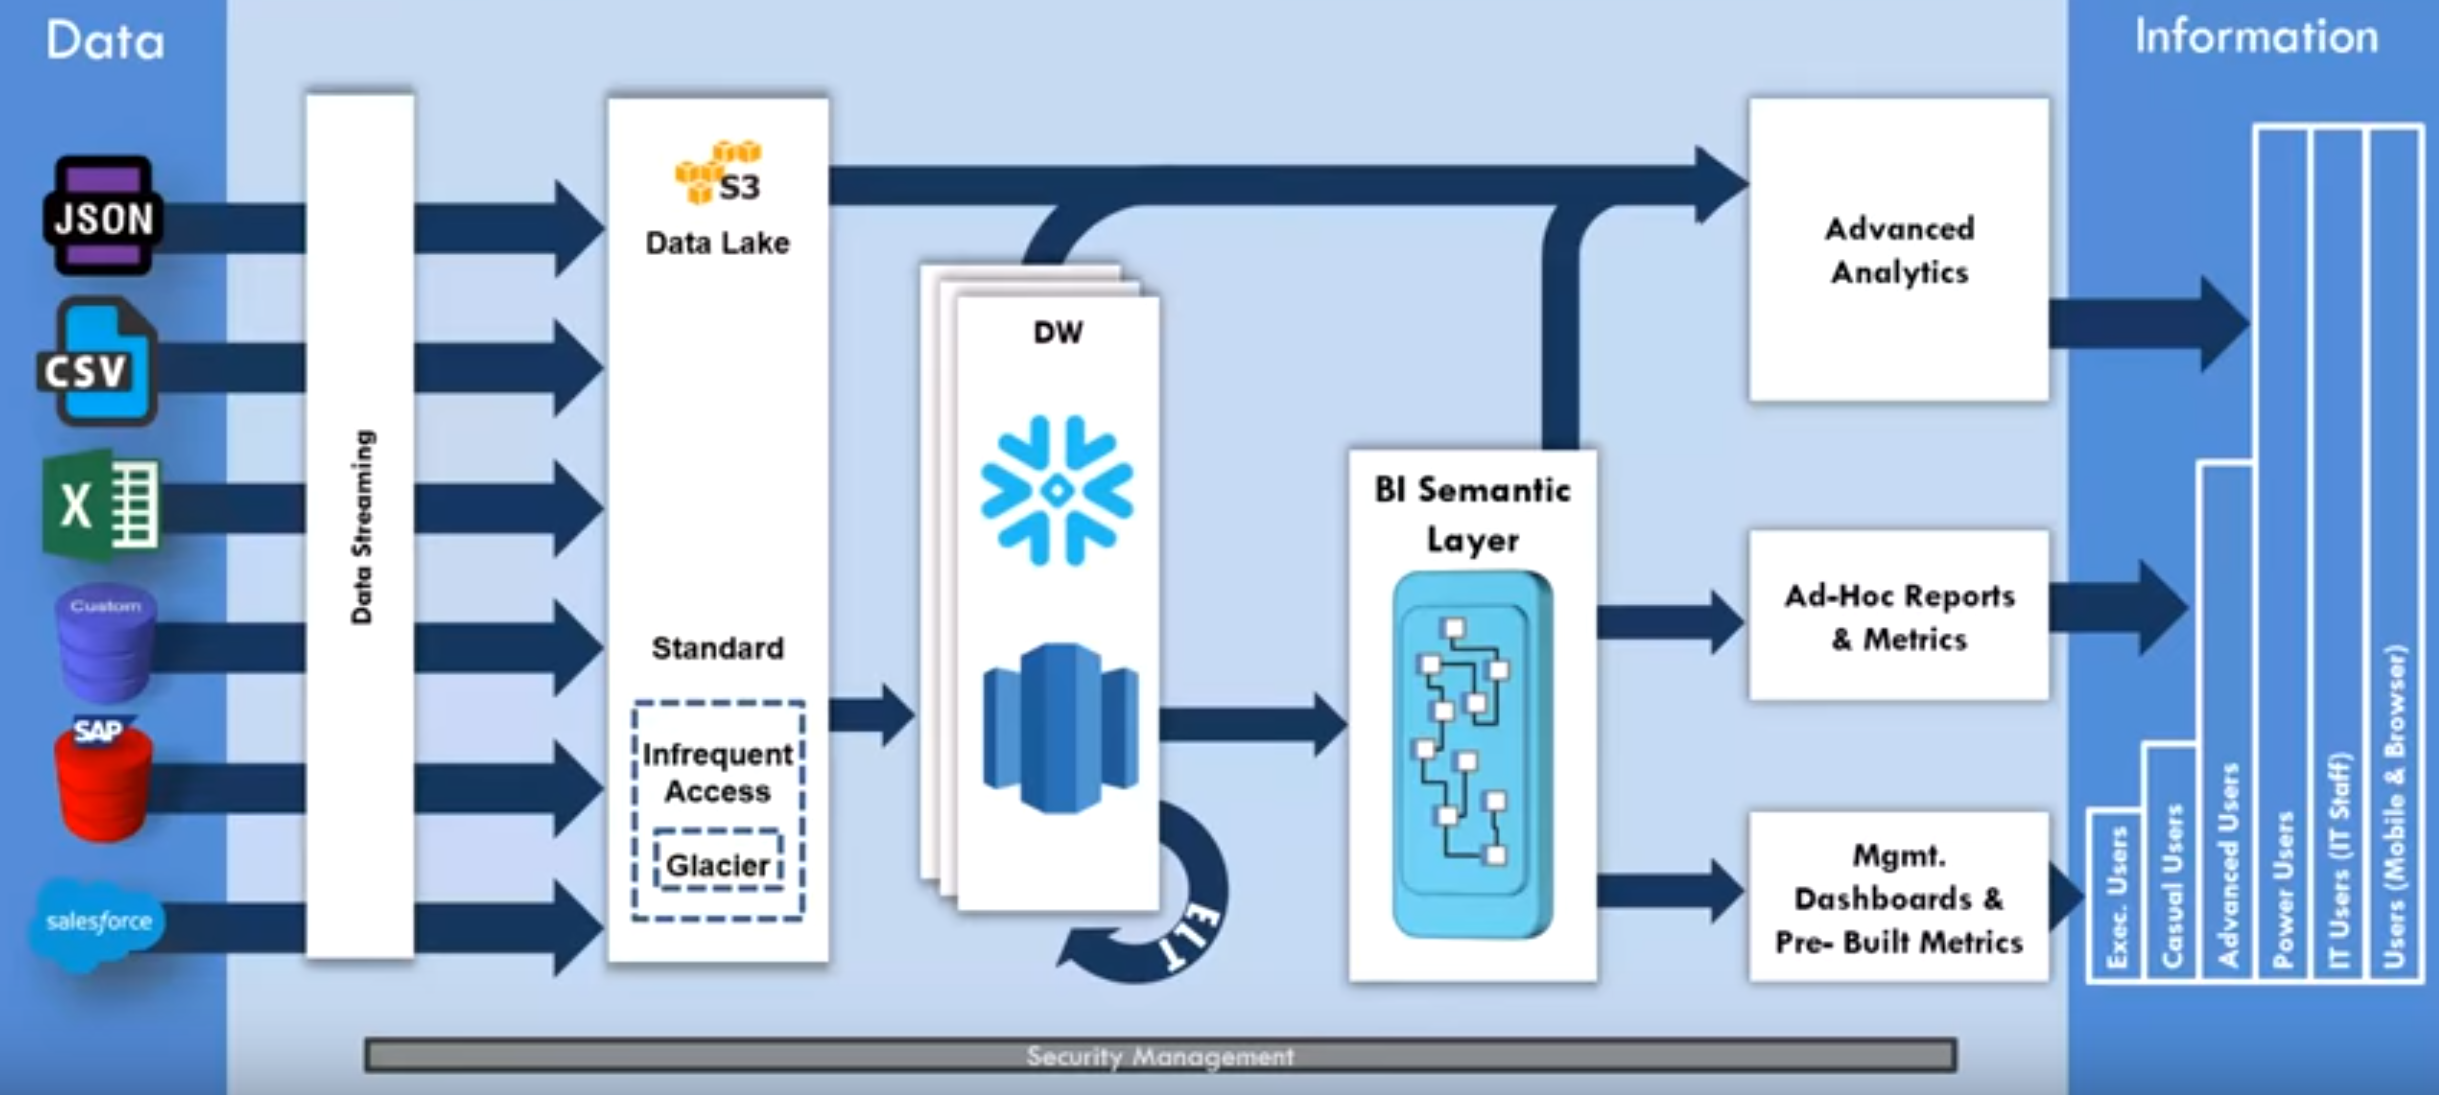 Data
Information
JSON
CSV
X
Custom
SAP
salesforce
Data Streaming
S3
Data Lake
Standard
Infrequent
Access
Glacier
DW
ELT
BI Semantic
Layer
Advanced
Analytics
Ad-Hoc Reports
& Metrics
Mgmt.
Dashboards &
Pre- Built Metrics
Exec. Users
Casual Users
Advanced Users
Power Users
IT Users (IT Staff)
Users (Mobile & Browser)
Security Management